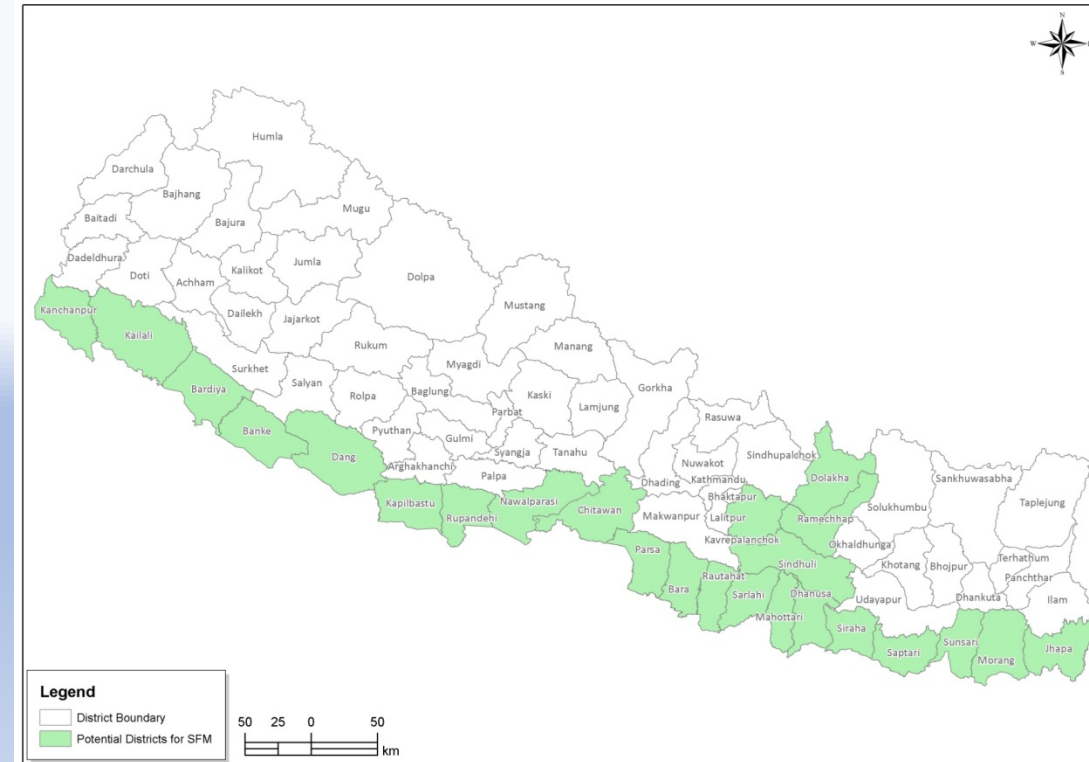 N
W
S
Humla
Darchula
Bajhang
Mugu
Baitadi
Bajura
Dadeldhura
Jumla
Kalikot
Doti
Achham
Dolpa
Mustang
Kanchanpur
Dailekh
Jajarkot
Kailali
Rukum
Manang
Myagdi
Surkhet
Salyan
Bardiya
Rolpa
Baglung
Kaski
Gorkha
Parbat
Lamjung
Rasuwa
Banke
Pyuthan
Gulmi
Syangja
Tanahu
Dang
Arghakhanchi
Palpa
Nuwakot
Sindhupalchok
Kathmandu
Dhading
Bhaktapur
Dolakha
Sankhuwasabha
Taplejung
Kapilbastu
Rupandehi
Nawalparasi
Chitawan
Makwanpur
Lalitpur
Ramechhap
Solukhumbu
Kavrepalanchok
Okhaldhunga
Parsa
Sindhuli
Khotang
Bhojpur
Terhathum
Panchthar
Bara
Rautahat
Sarlahi
Dhanusa
Udayapur
Dhankuta
Ilam
Mahottari
Siraha
Saptari
Sunsari
Morang
Jhapa
Legend
District Boundary
Potential Districts for SFM
50 25 0 50
km